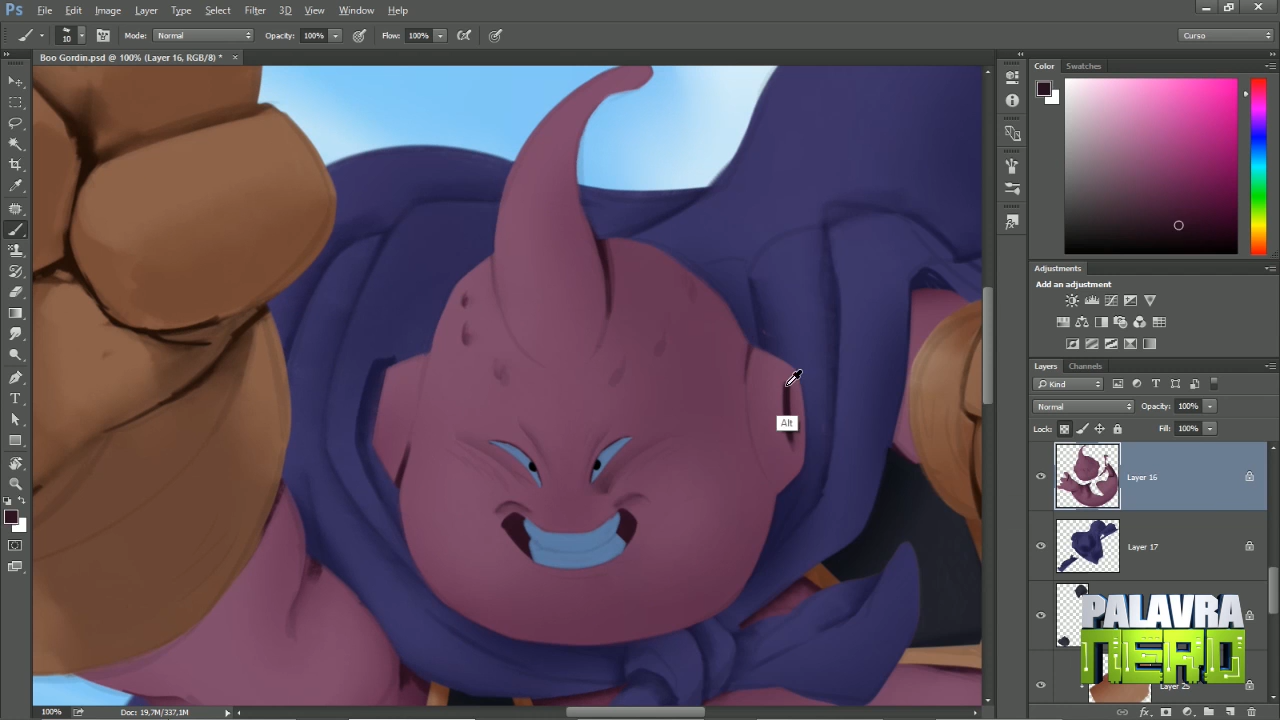 Ps File Edit Image Layer Type Select Filter 3D View Window Help
10 Mode: Normal Opacity: 100% Flow: 100% Curso
Boo Gordin.psd @ 100% (Layer 16, RGB/8) * ×
Color Swatches
Adjustments
Add an adjustment
Layers Channels
Kind
Normal Opacity: 100%
Lock: Fill: 100%
Alt
Layer 16
Layer 17
PALAVRA
NERD
Layer 25
100% Doc: 19,7M/337,1M
fx